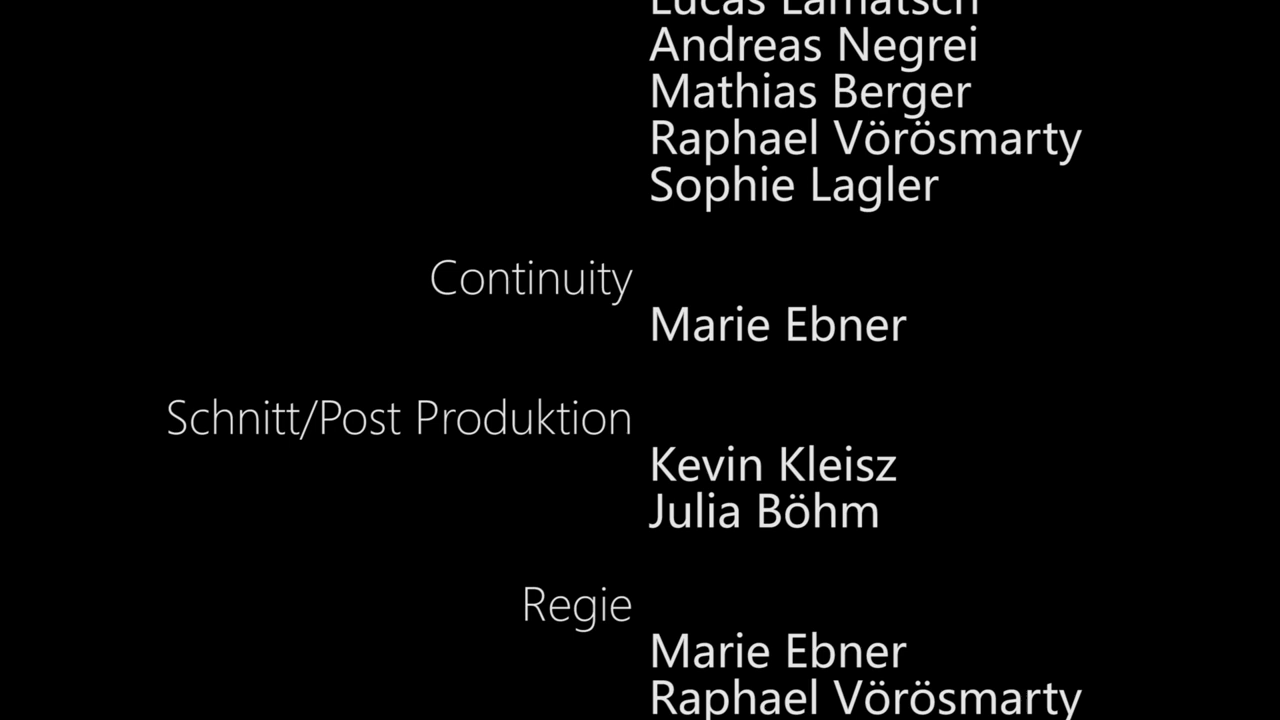 Lucas Lamatsch
Andreas Negrei
Mathias Berger
Raphael Vörösmarty
Sophie Lagler
Continuity
Marie Ebner
Schnitt/Post Produktion
Kevin Kleisz
Julia Böhm
Regie
Marie Ebner
Raphael Vörösmarty